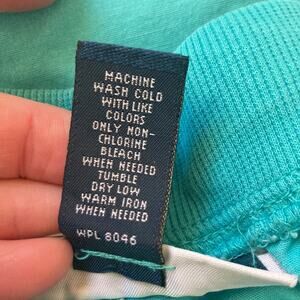 MACHINE
WASH COLD
WITH LIKE
COLORS
ONLY NON-
CHLORINE
BLEACH
WHEN NEEDED
TUMBLE
DRY LOW
WARM IRON
WHEN NEEDED
WPL 8046